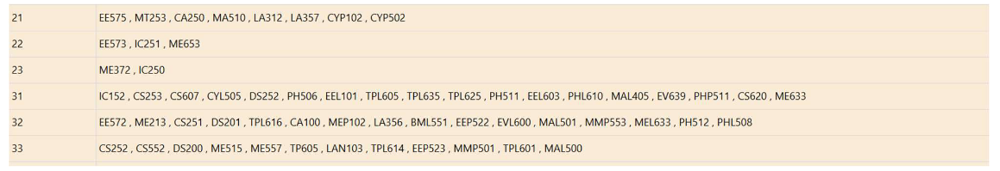 21 EE575 , MT253 , CA250 , MA510 , LA312 , LA357 , CYP102 , CYP502
22 EE573 , IC251 , ME653
23 ME372 , IC250
31 IC152 , CS253 , CS607 , CYL505 , DS252 , PH506 , EEL101 , TPL605 , TPL635 , TPL625 , PH511 , EEL603 , PHL610 , MAL405 , EV639 , PHP511 , CS620 , ME633
32 EE572 , ME213 , CS251 , DS201 , TPL616 , CA100 , MEP102 , LA356 , BML551 , EEP522 , EVL600 , MAL501 , MMP553 , MEL633 , PH512 , PHL508
33 CS252 , CS552 , DS200 , ME515 , ME557 , TP605 , LAN103 , TPL614 , EEP523 , MMP501 , TPL601 , MAL500